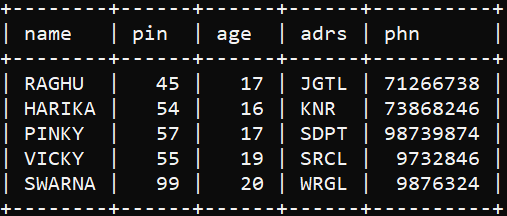 +--------+------+------+------+----------+
| name   | pin  | age  | adrs | phn      |
+--------+------+------+------+----------+
| RAGHU  |   45 |   17 | JGTL | 71266738 |
| HARIKA |   54 |   16 | KNR  | 73868246 |
| PINKY  |   57 |   17 | SDPT | 98739874 |
| VICKY  |   55 |   19 | SRCL |  9732846 |
| SWARNA |   99 |   20 | WRGL |  9876324 |
+--------+------+------+------+----------+